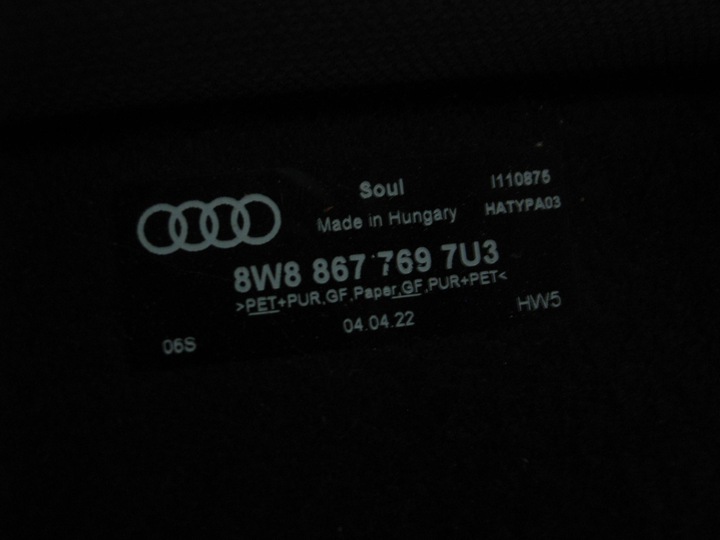 Soul I110875
Made in Hungary HATYPA03
8W8 867 769 7U3
>PET+PUR,GF,Paper,GF,PUR+PET<
04.04.22 HW5
06S